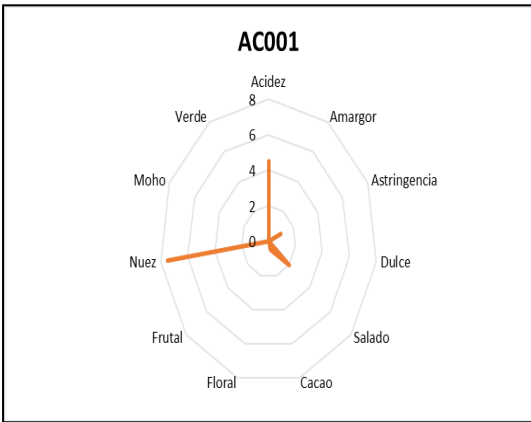 AC001
Acidez
Amargor
Astringencia
Dulce
Salado
Cacao
Floral
Frutal
Nuez
Moho
Verde
8
6
4
2
0